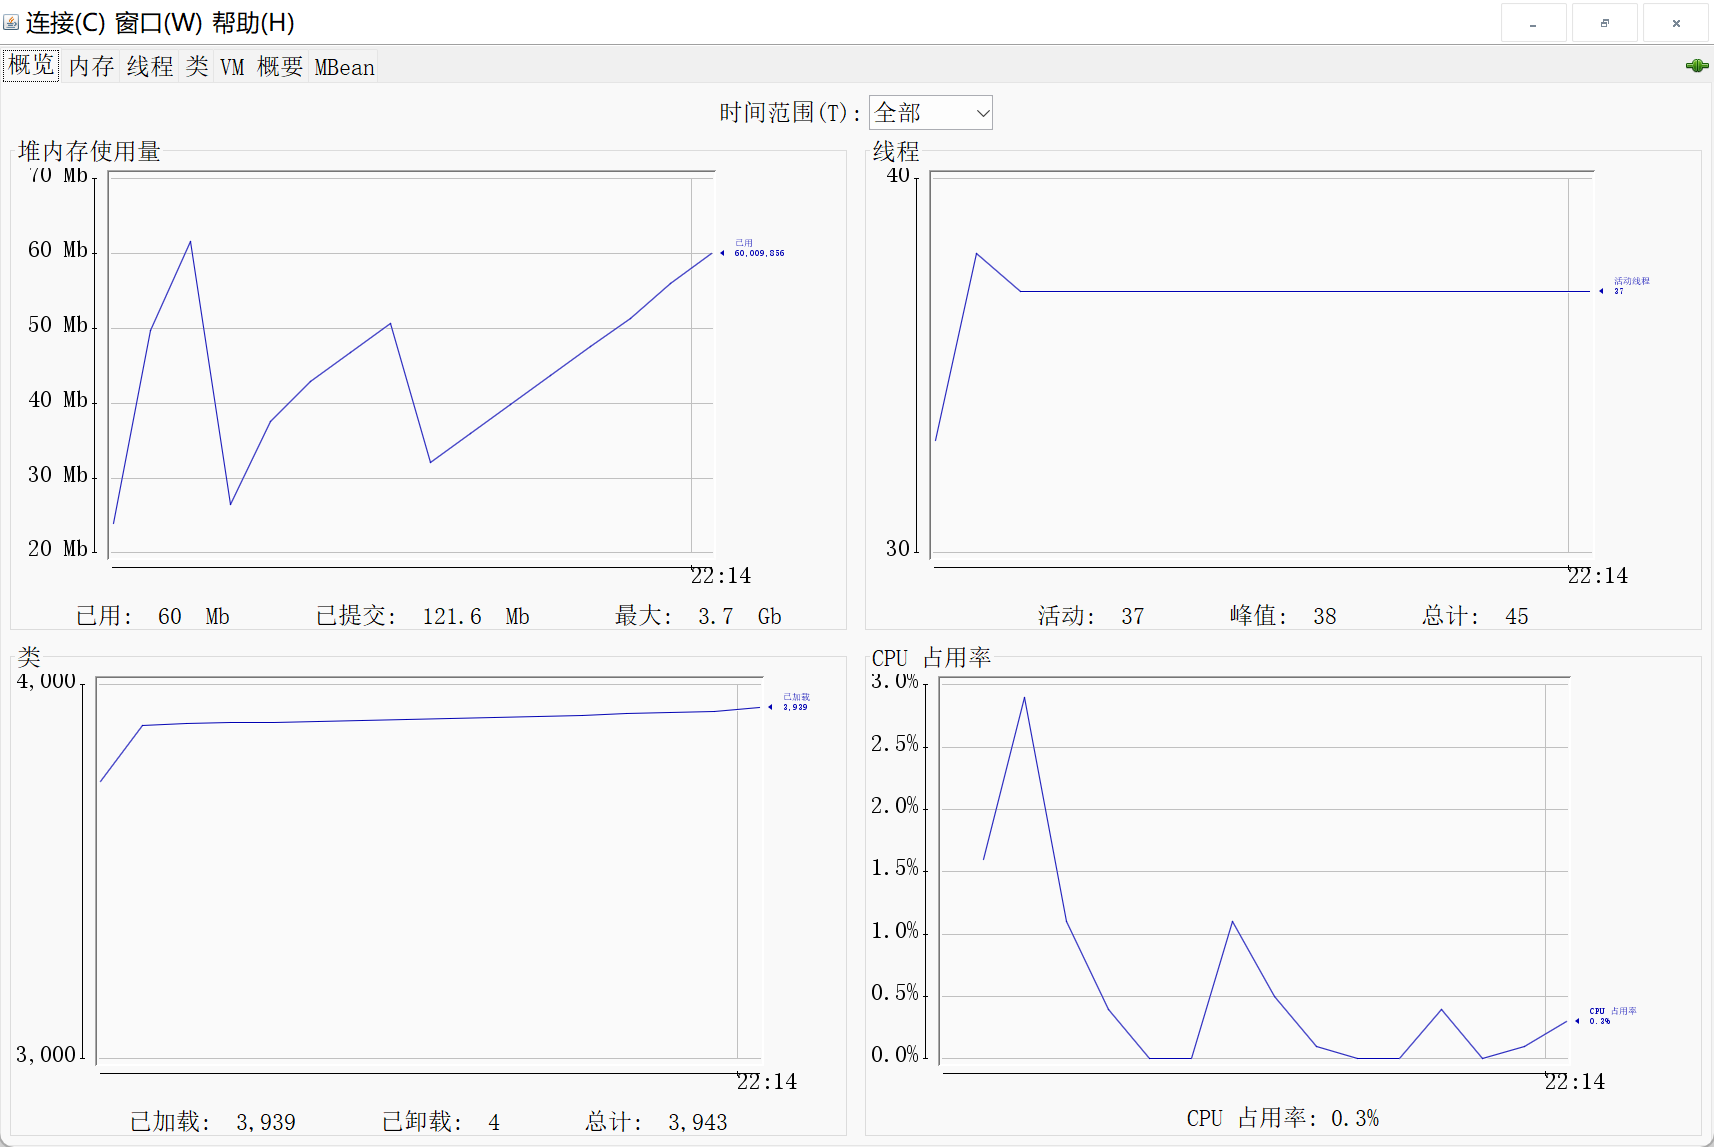 连接(C) 窗口(W) 帮助(H)
概览 内存 线程 类 VM 概要 MBean
时间范围(T): 全部
堆内存使用量
70 Mb
60 Mb
50 Mb
40 Mb
30 Mb
20 Mb
已用
60,009,856
22:14
已用: 60 Mb 已提交: 121.6 Mb 最大: 3.7 Gb
线程
40
30
活动线程
37
22:14
活动: 37 峰值: 38 总计: 45
类
4,000
3,000
已加载
3,939
22:14
已加载: 3,939 已卸载: 4 总计: 3,943
CPU 占用率
3.0%
2.5%
2.0%
1.5%
1.0%
0.5%
0.0%
CPU 占用率
0.3%
22:14
CPU 占用率: 0.3%